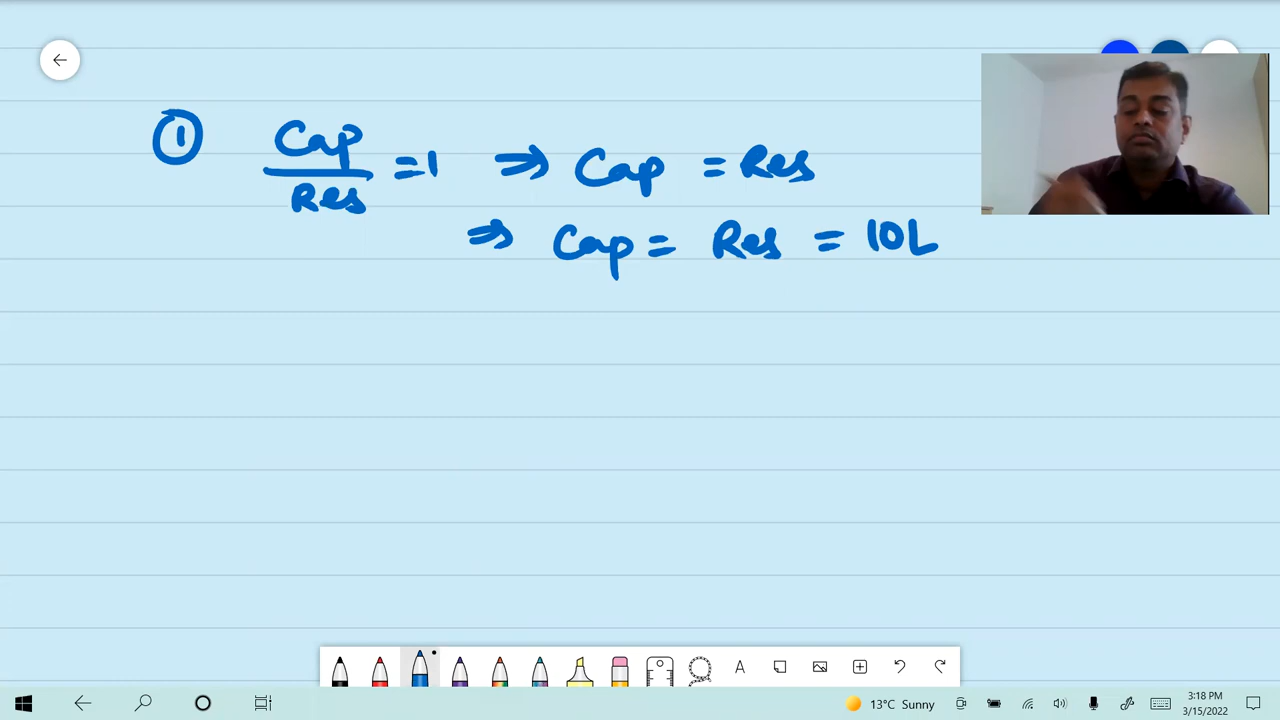 ① Cap/Res = 1 ⇒ Cap = Res
⇒ Cap = Res = 10L
A
13°C Sunny
3:18 PM
3/15/2022